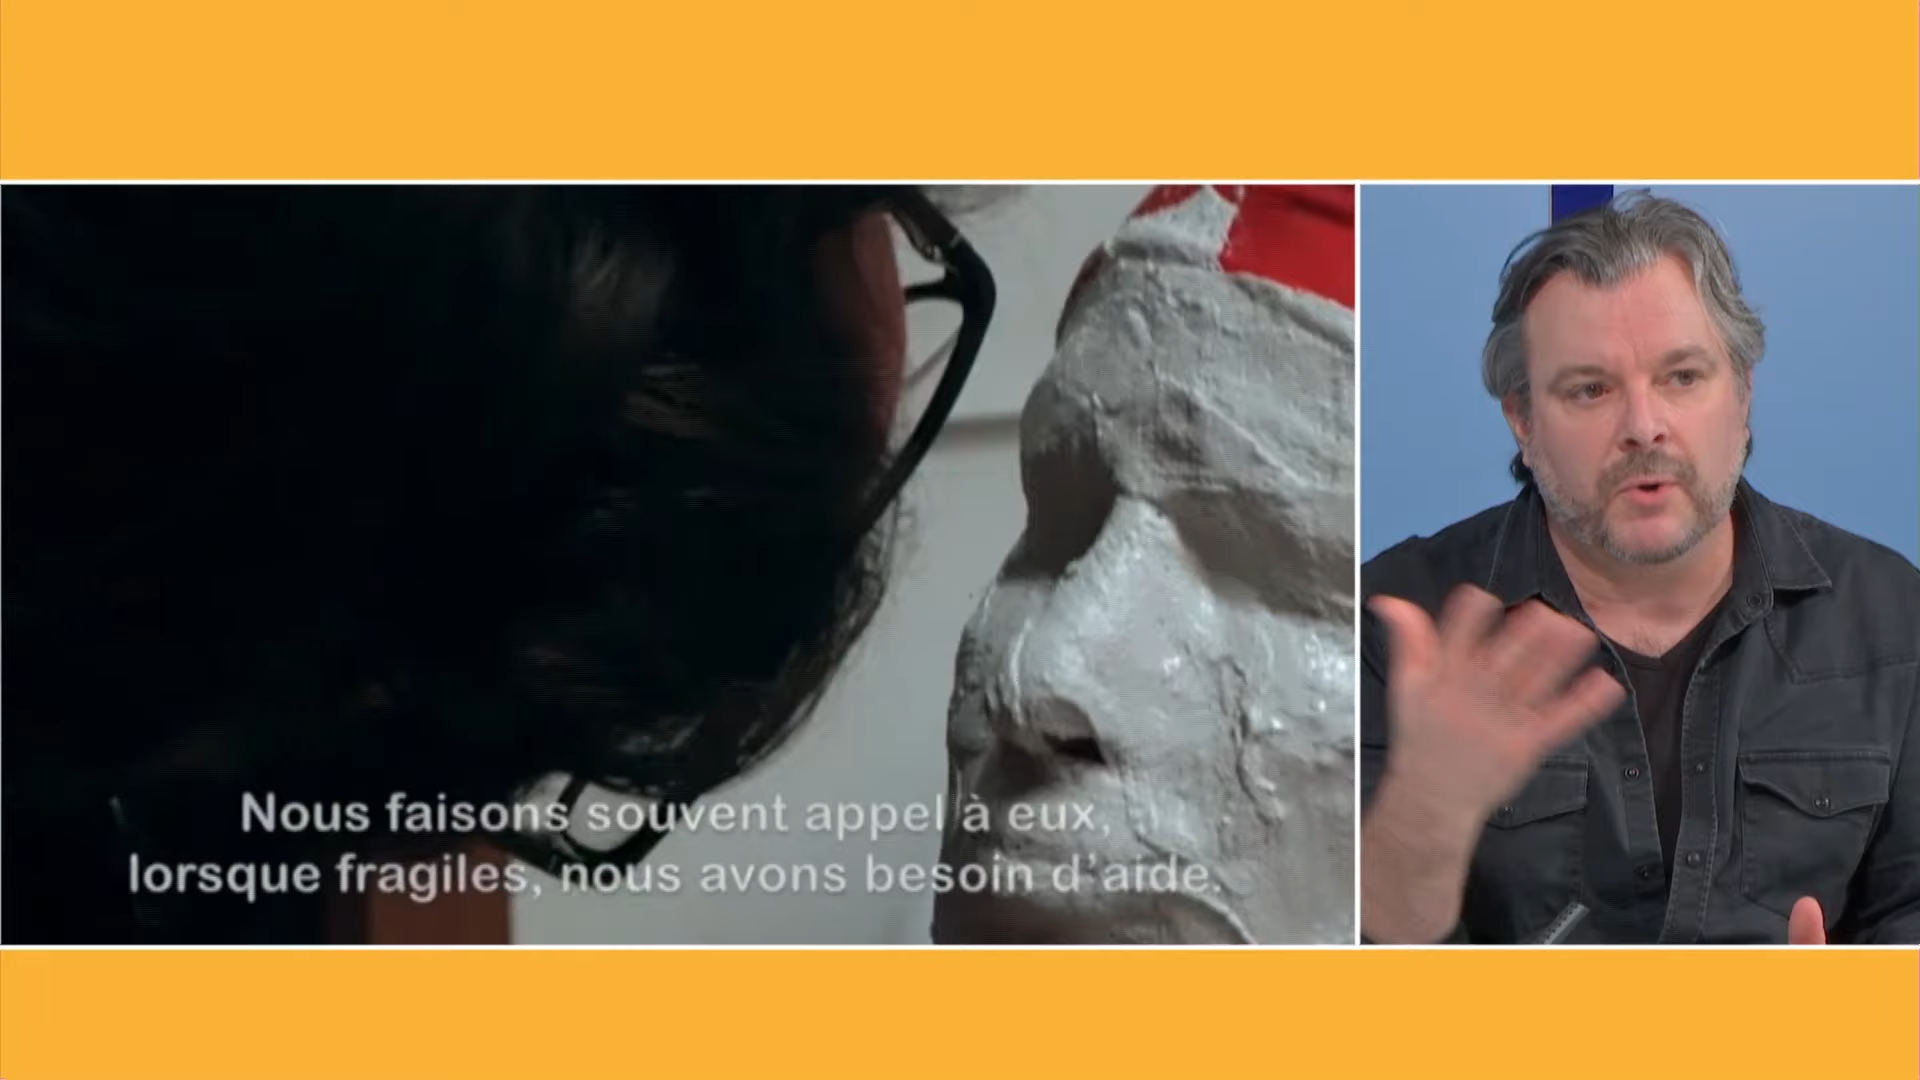 Nous faisons souvent appel à eux,
lorsque fragiles, nous avons besoin d'aide.